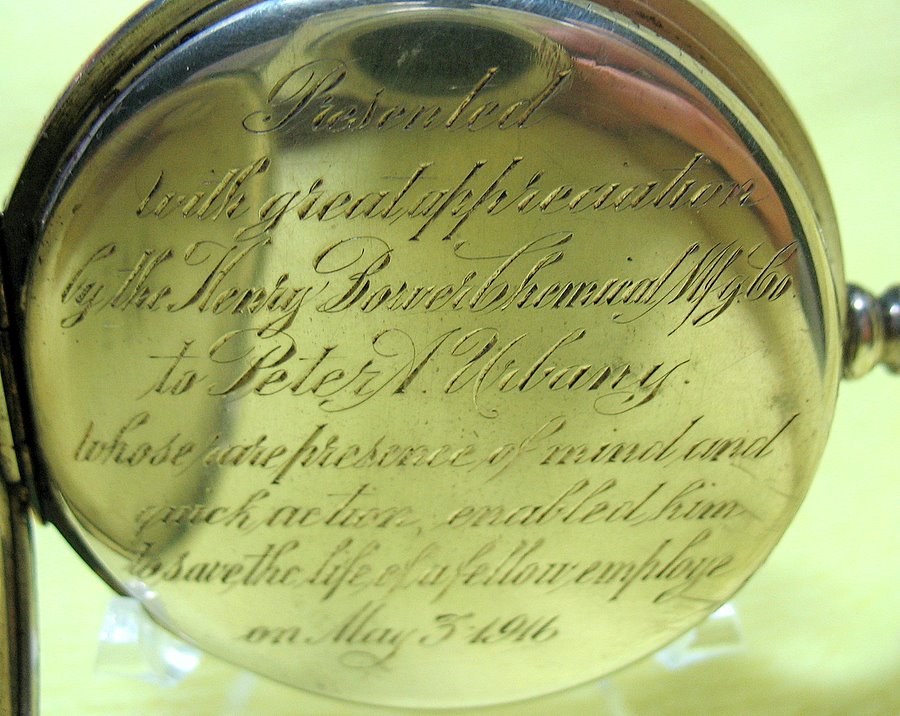 Presented
with great appreciation
by the Henry Bower Chemical Mfg Co.
to Peter A. Urbany.
whose rare presence of mind and
quick action, enabled him
to save the life of a fellow employe
on May 3-1916